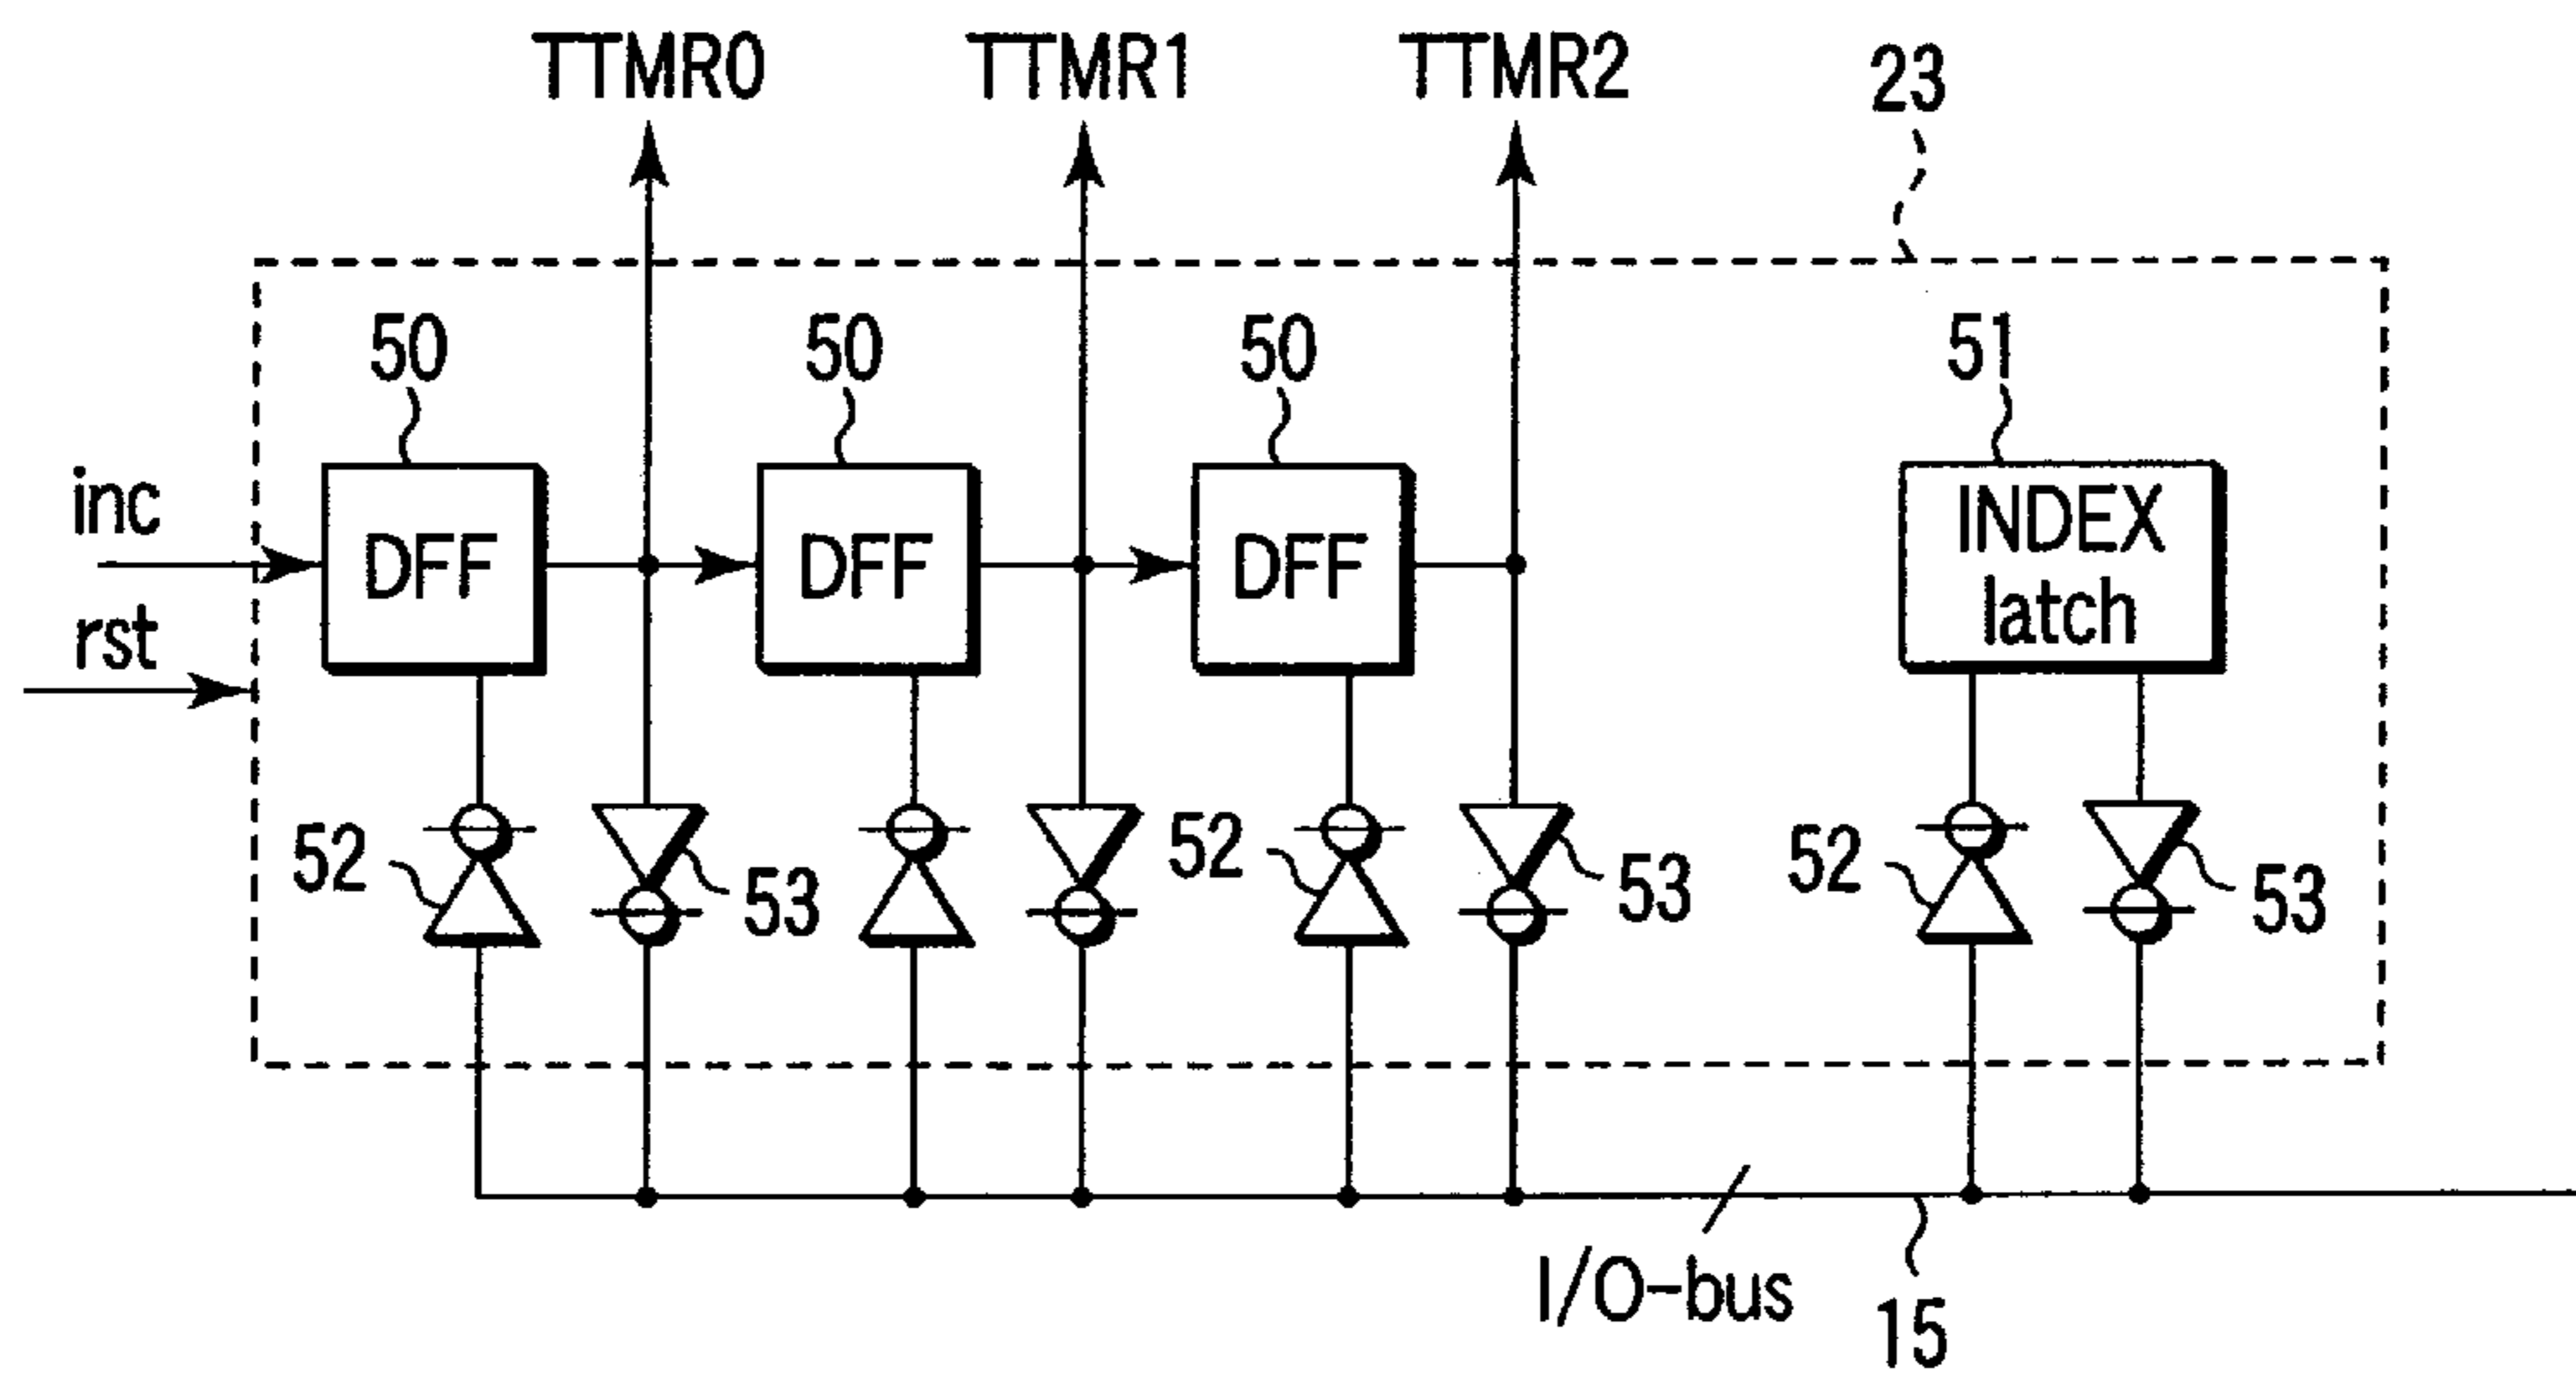 TTMR0 TTMR1 TTMR2 23
50 50 50 51
inc DFF DFF DFF INDEX
latch
rst
52 53 52 53 52 53
I/O-bus 15